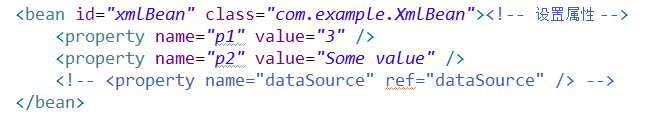 <bean id="xmlBean" class="com.example.XmlBean"><!-- 设置属性 -->
<property name="p1" value="3" />
<property name="p2" value="Some value" />
<!-- <property name="dataSource" ref="dataSource" /> -->
</bean>